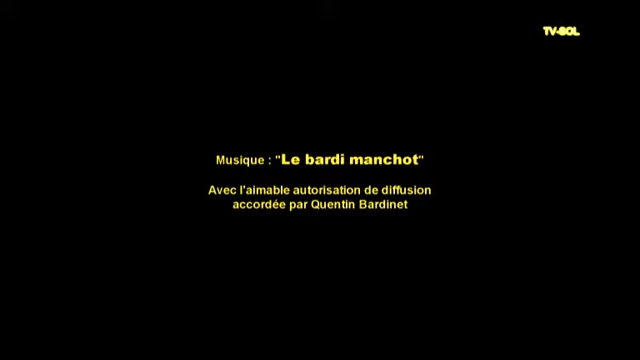 TV-SOL
Musique : "Le bardi manchot"
Avec l'aimable autorisation de diffusion
accordée par Quentin Bardinet